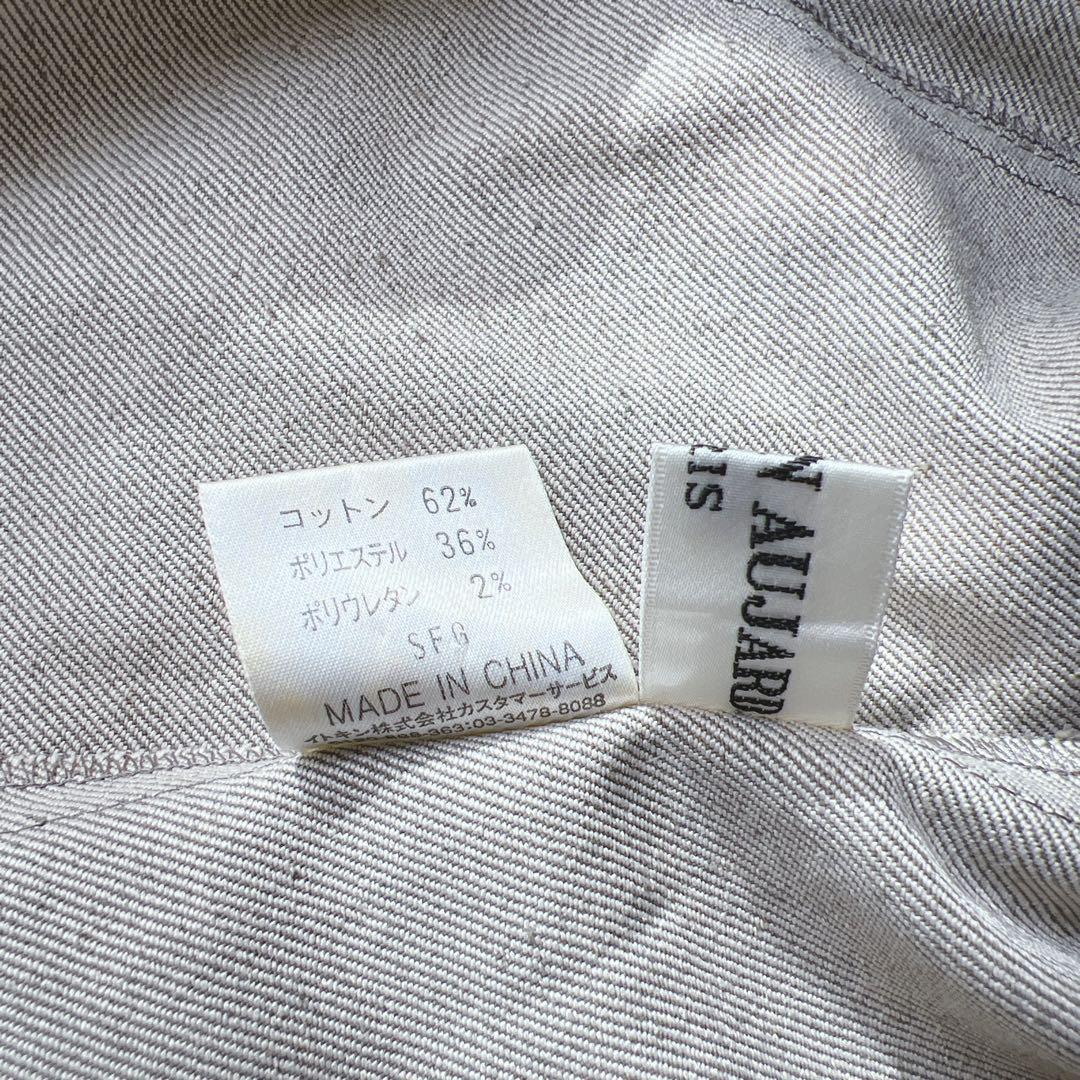 コットン 62%
ポリエステル 36%
ポリウレタン 2%
SFG
MADE IN CHINA
イトキン株式会社カスタマーサービス
363:03-3478-8088
AUJARD